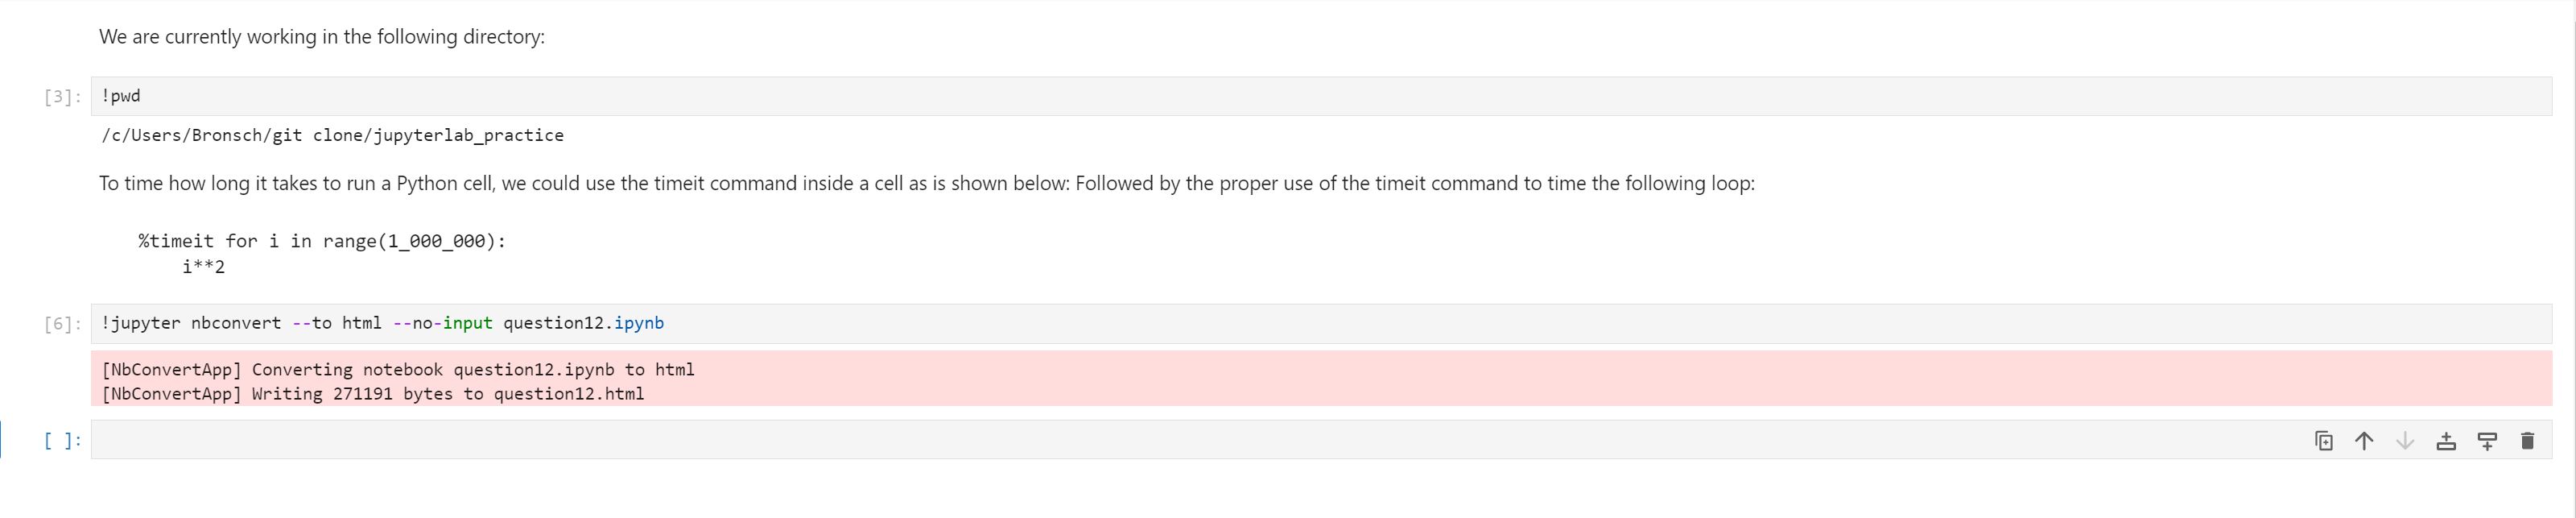 We are currently working in the following directory:
[3]: !pwd
/c/Users/Bronsch/git clone/jupyterlab_practice
To time how long it takes to run a Python cell, we could use the timeit command inside a cell as is shown below: Followed by the proper use of the timeit command to time the following loop:
%timeit for i in range(1_000_000):
    i**2
[6]: !jupyter nbconvert --to html --no-input question12.ipynb
[NbConvertApp] Converting notebook question12.ipynb to html
[NbConvertApp] Writing 271191 bytes to question12.html
[ ]: